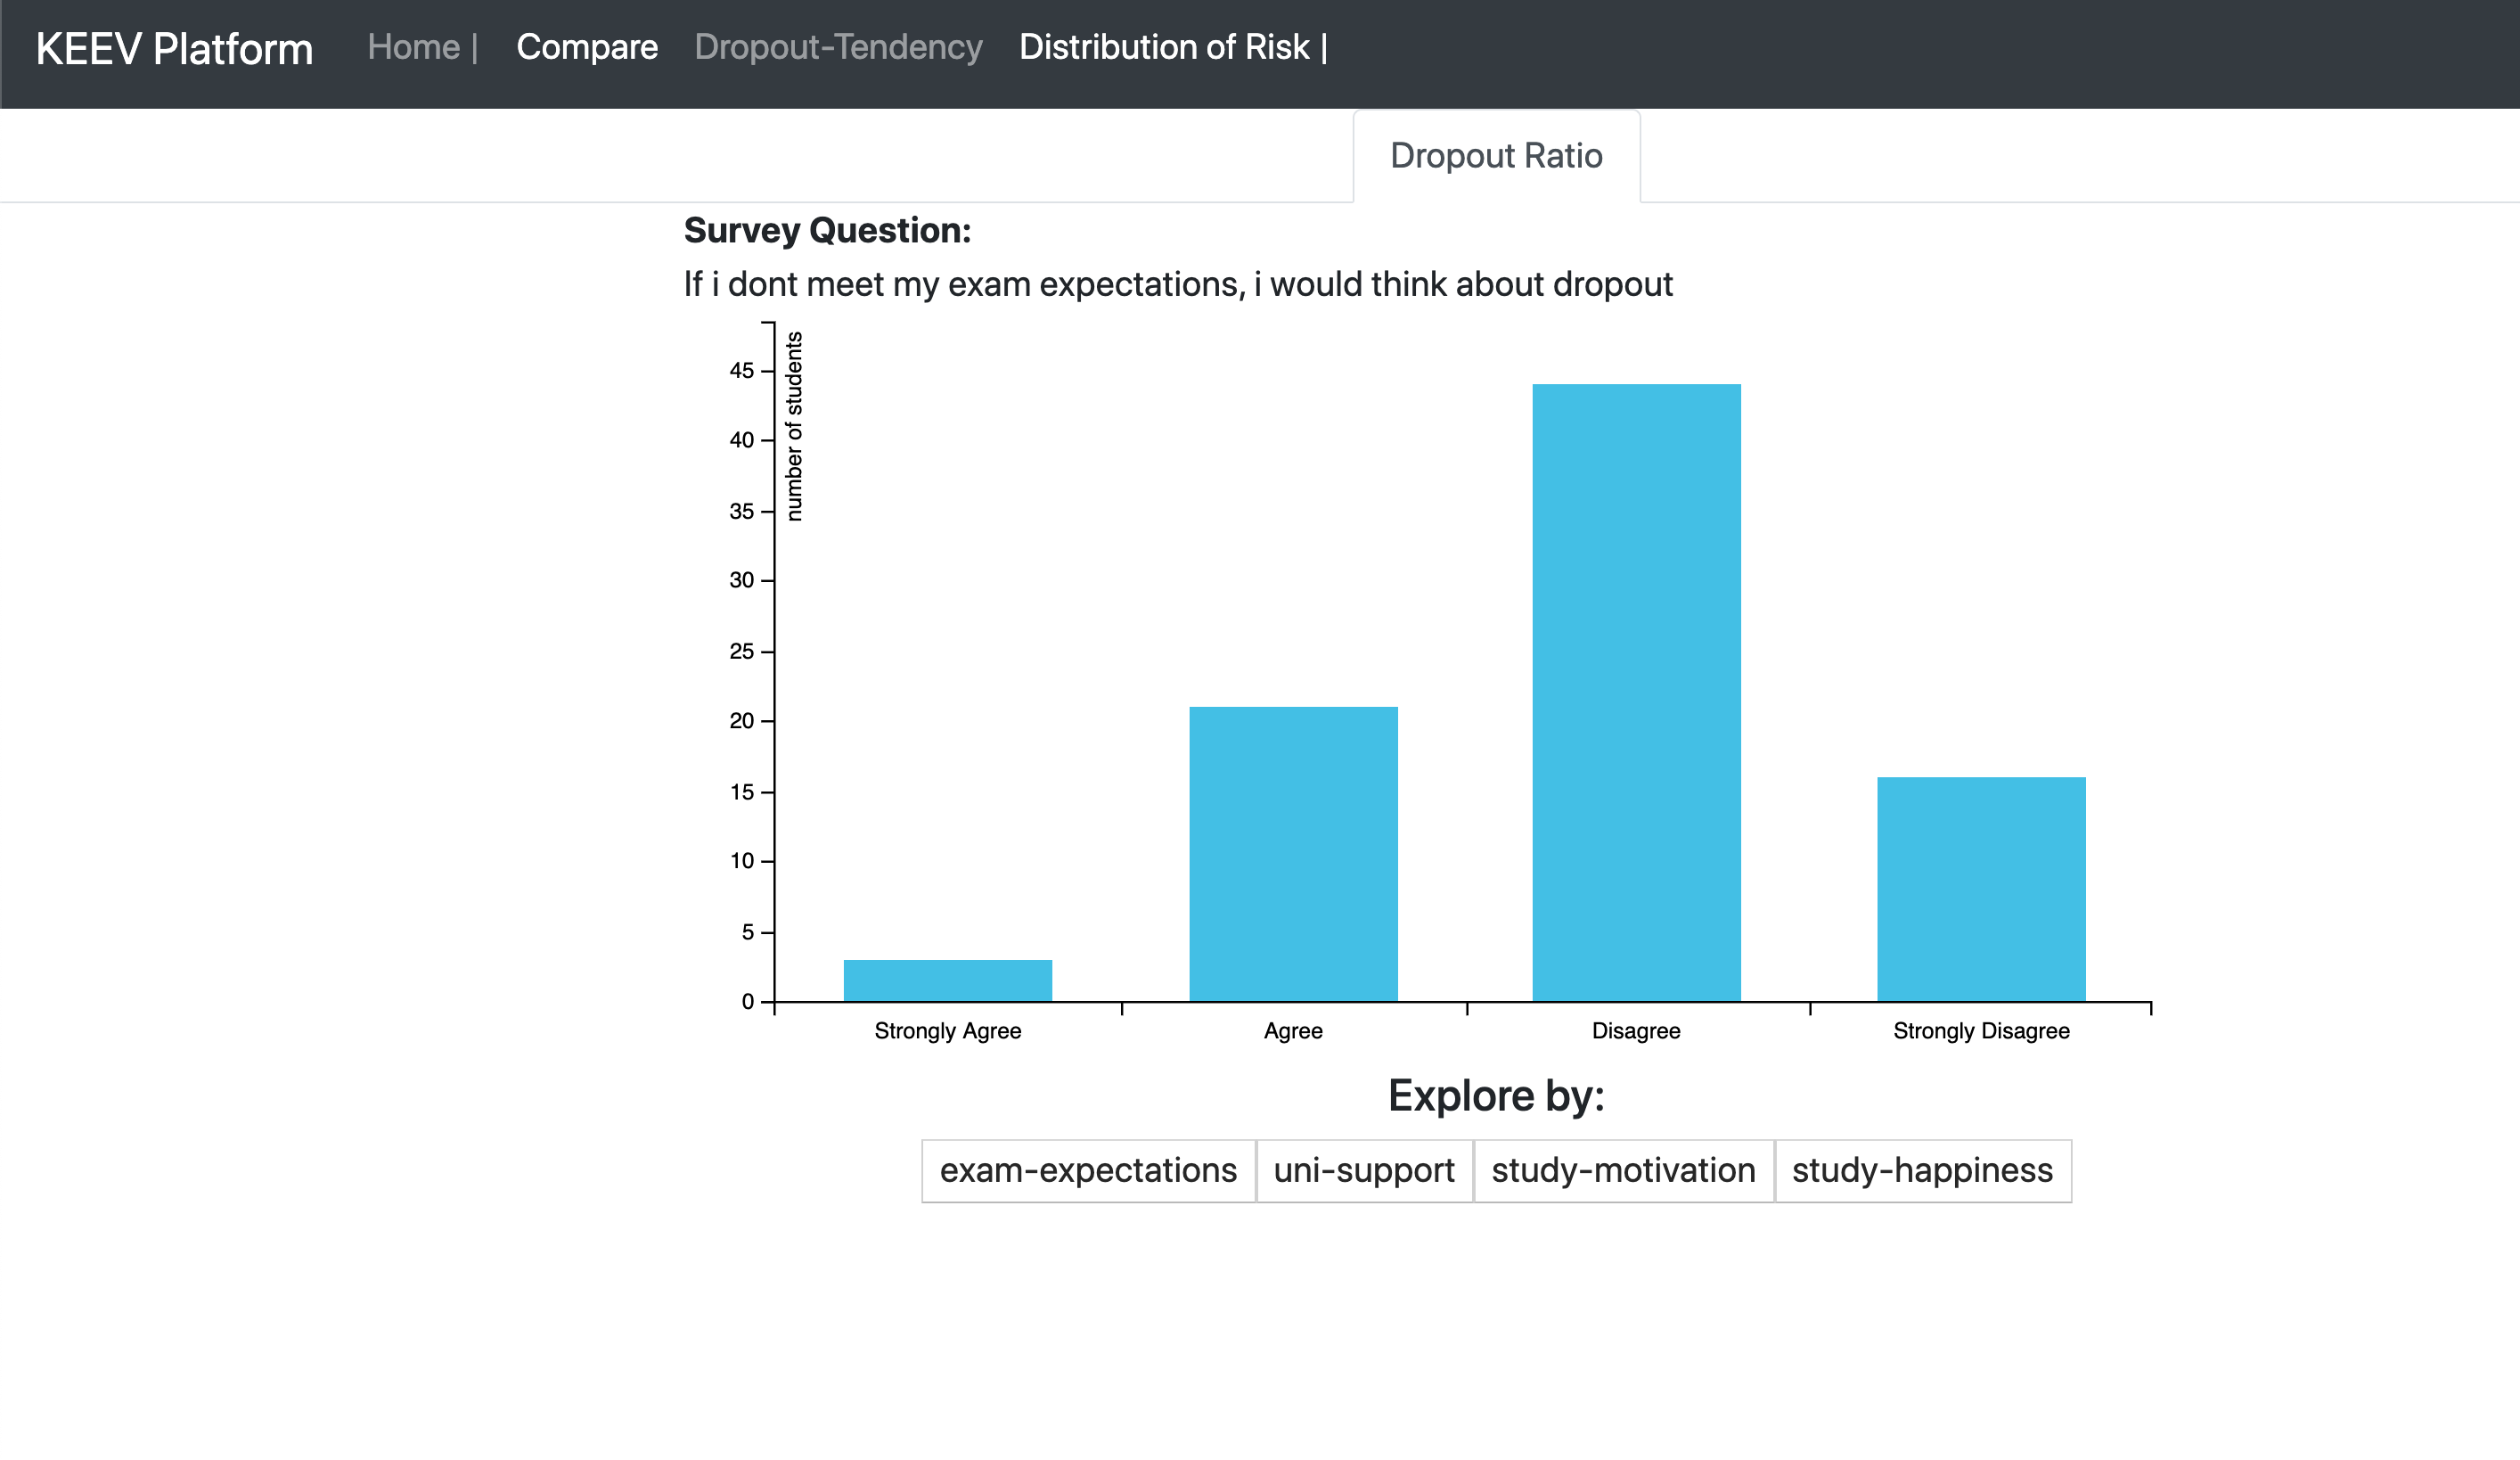 KEEV Platform Home | Compare Dropout-Tendency Distribution of Risk |
Dropout Ratio
Survey Question:
If i dont meet my exam expectations, i would think about dropout
number of students
45
40
35
30
25
20
15
10
5
0
Strongly Agree Agree Disagree Strongly Disagree
Explore by:
exam-expectations uni-support study-motivation study-happiness